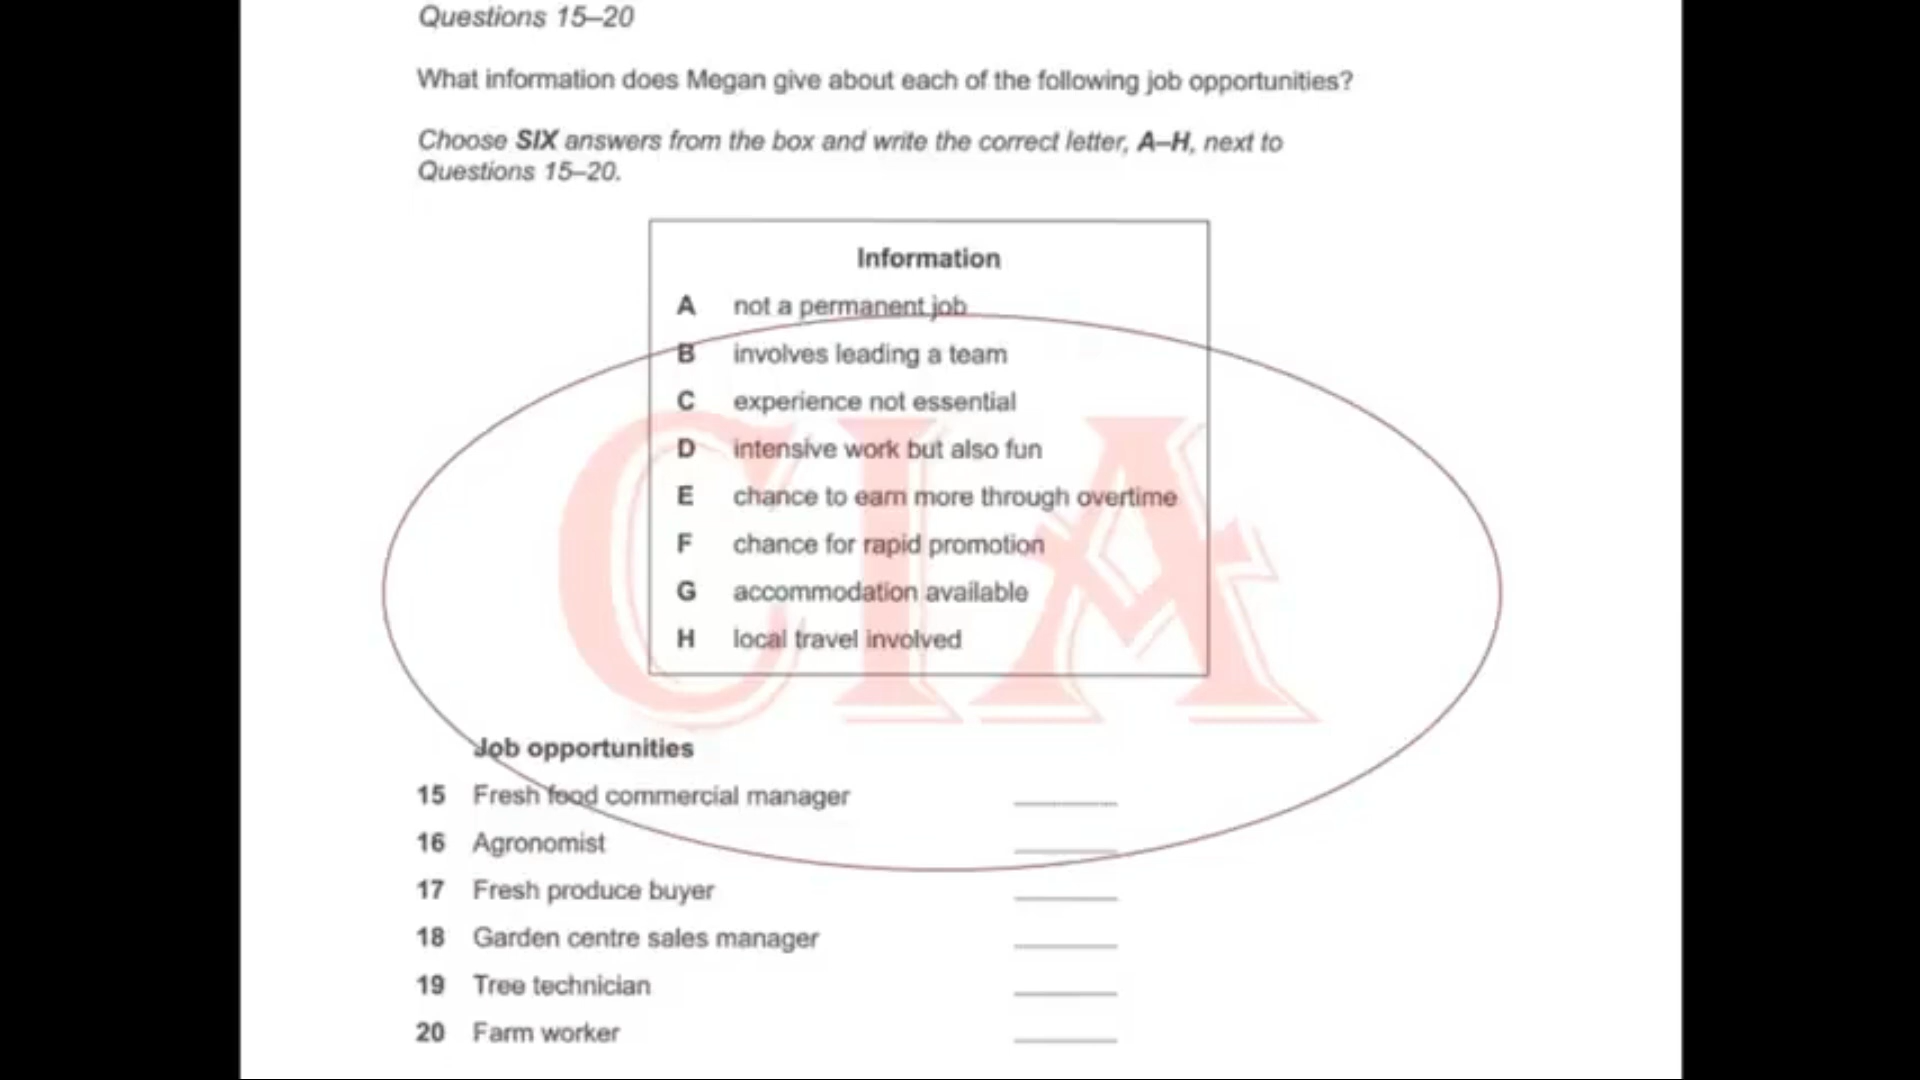 Questions 15–20
What information does Megan give about each of the following job opportunities?
Choose SIX answers from the box and write the correct letter, A–H, next to
Questions 15–20.
Information
A not a permanent job
B involves leading a team
C experience not essential
D intensive work but also fun
E chance to earn more through overtime
F chance for rapid promotion
G accommodation available
H local travel involved
CIA
Job opportunities
15 Fresh food commercial manager
16 Agronomist
17 Fresh produce buyer
18 Garden centre sales manager
19 Tree technician
20 Farm worker